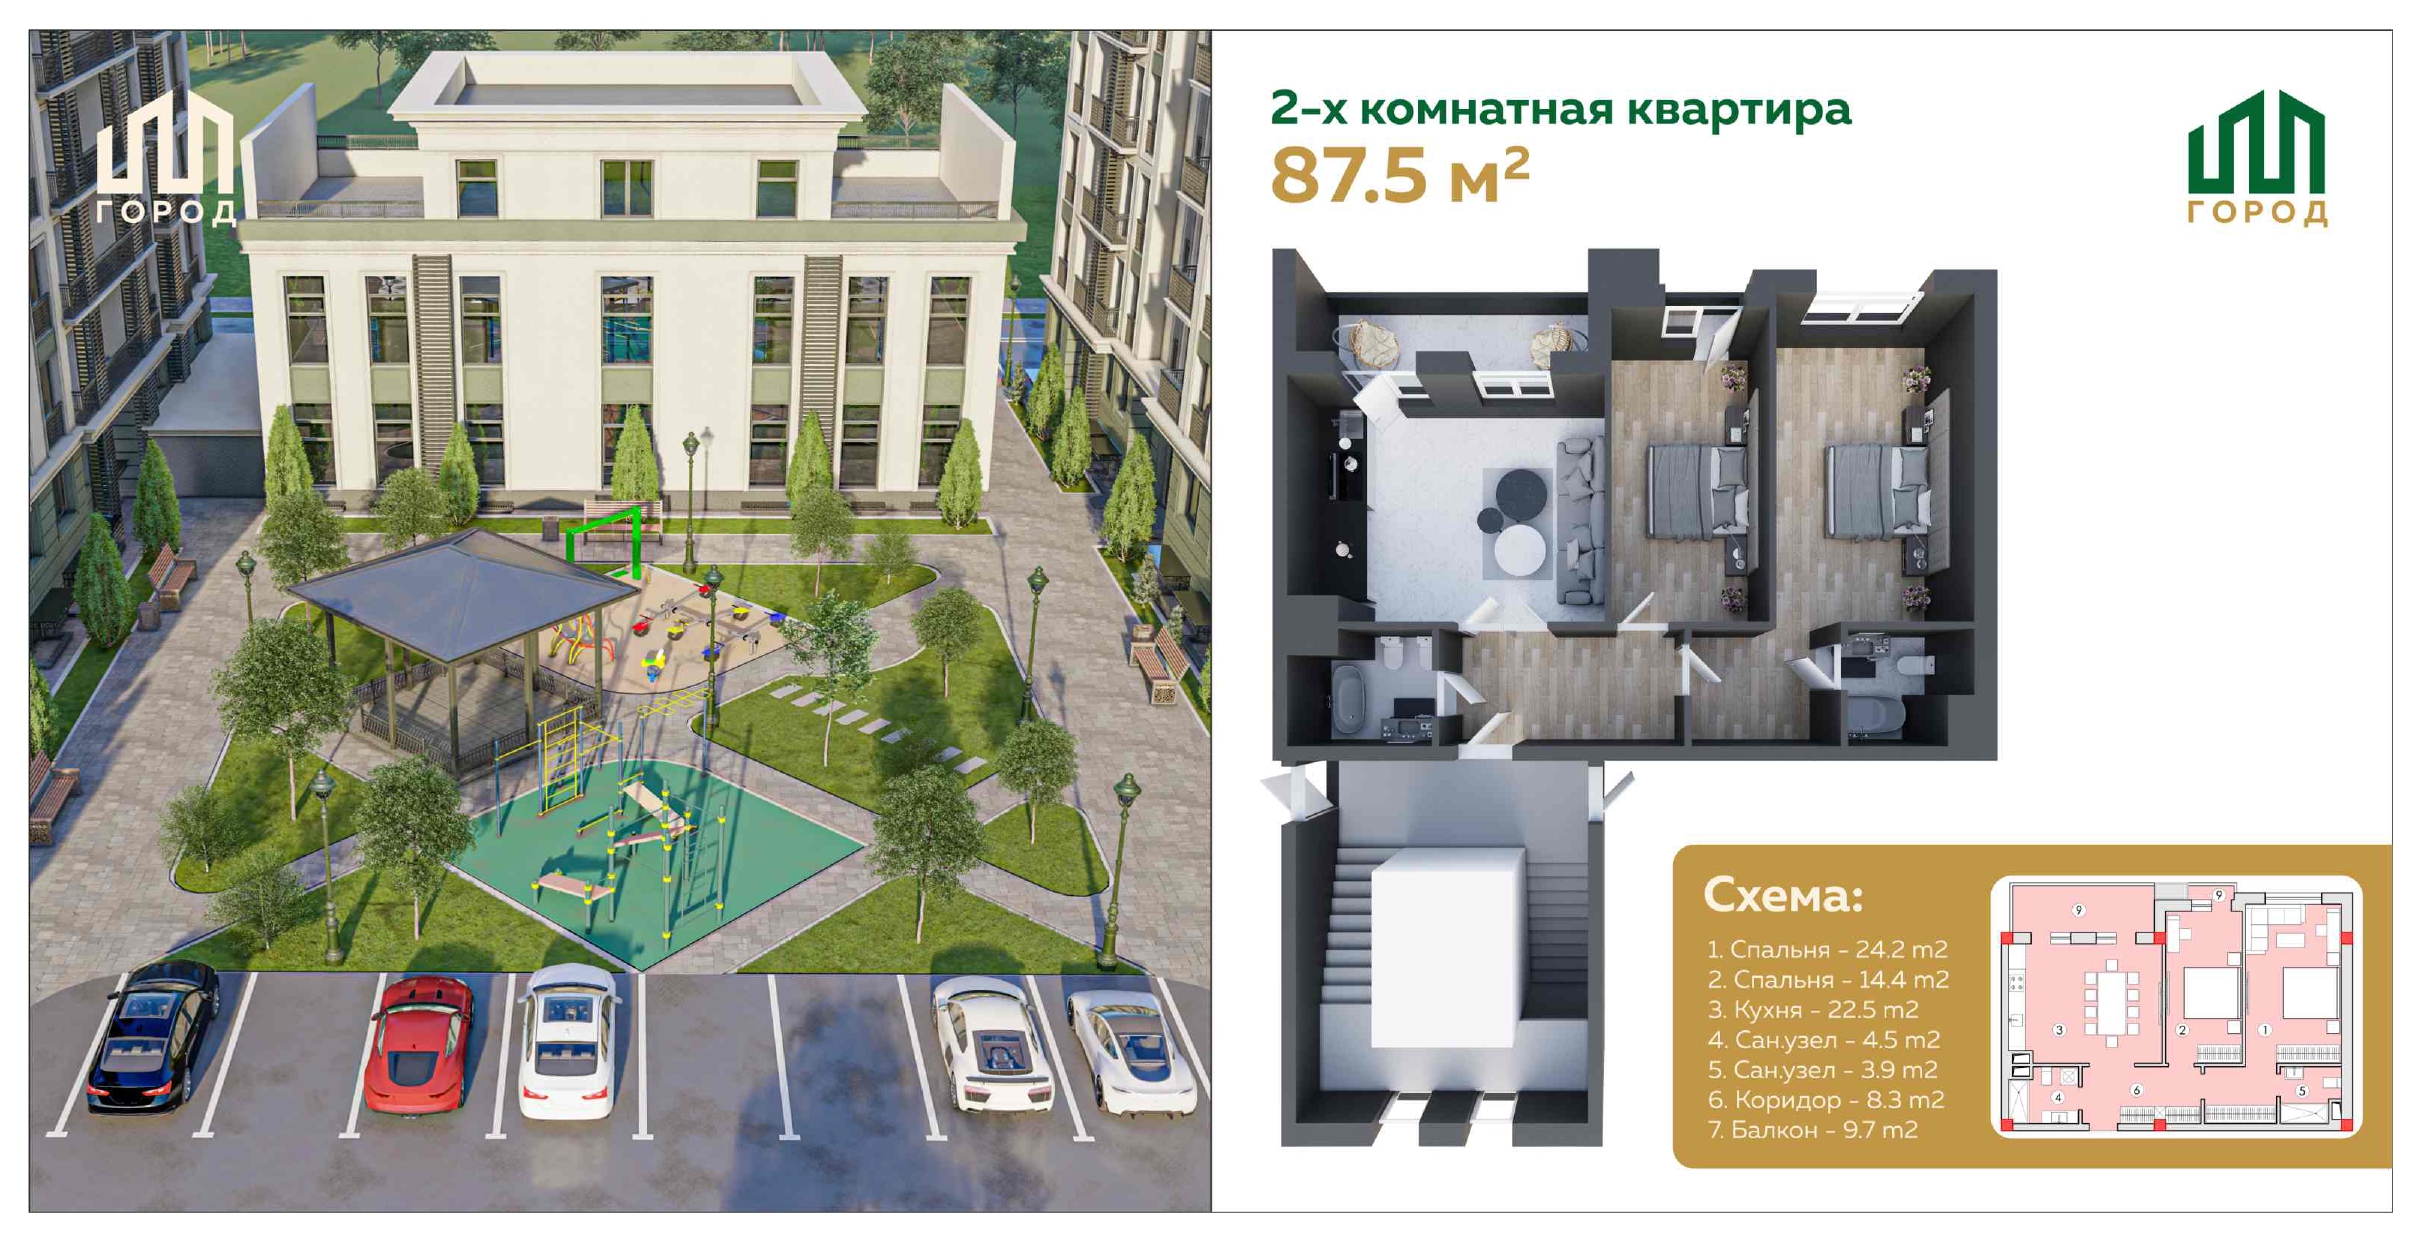 ГОРОД
2-х комнатная квартира
87.5 м²
ГОРОД
Схема:
1. Спальня - 24.2 m2
2. Спальня - 14.4 m2
3. Кухня - 22.5 m2
4. Сан.узел - 4.5 m2
5. Сан.узел - 3.9 m2
6. Коридор - 8.3 m2
7. Балкон - 9.7 m2
9
9
3
2
1
6
4
5